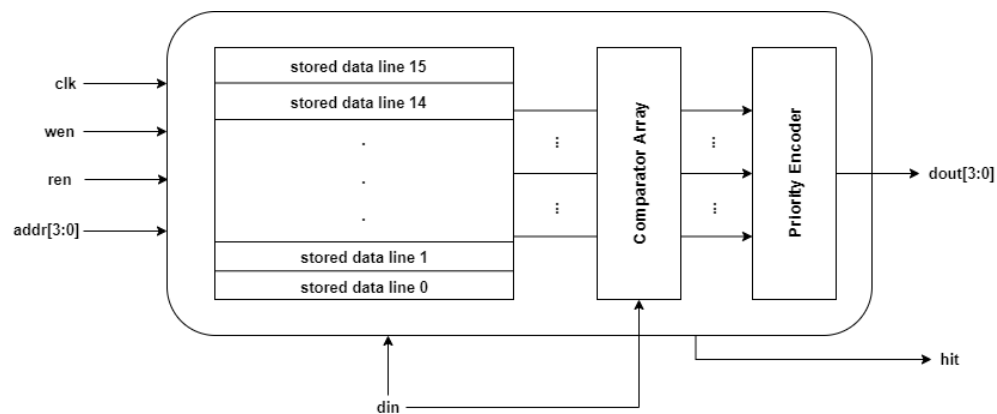 clk
wen
ren
addr[3:0]
stored data line 15
stored data line 14
.
.
.
stored data line 1
stored data line 0
...
...
Comparator Array
...
...
Priority Encoder
dout[3:0]
hit
din